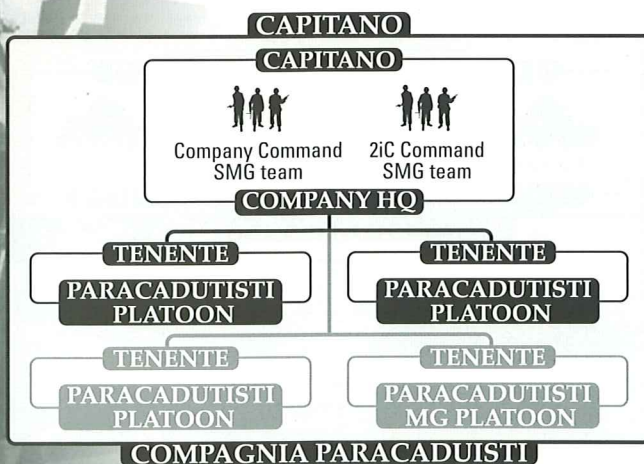 CAPITANO
CAPITANO
Company Command
SMG team
2iC Command
SMG team
COMPANY HQ
TENENTE
PARACADUTISTI
PLATOON
TENENTE
PARACADUTISTI
PLATOON
TENENTE
PARACADUTISTI
PLATOON
TENENTE
PARACADUTISTI
MG PLATOON
COMPAGNIA PARACADUISTI